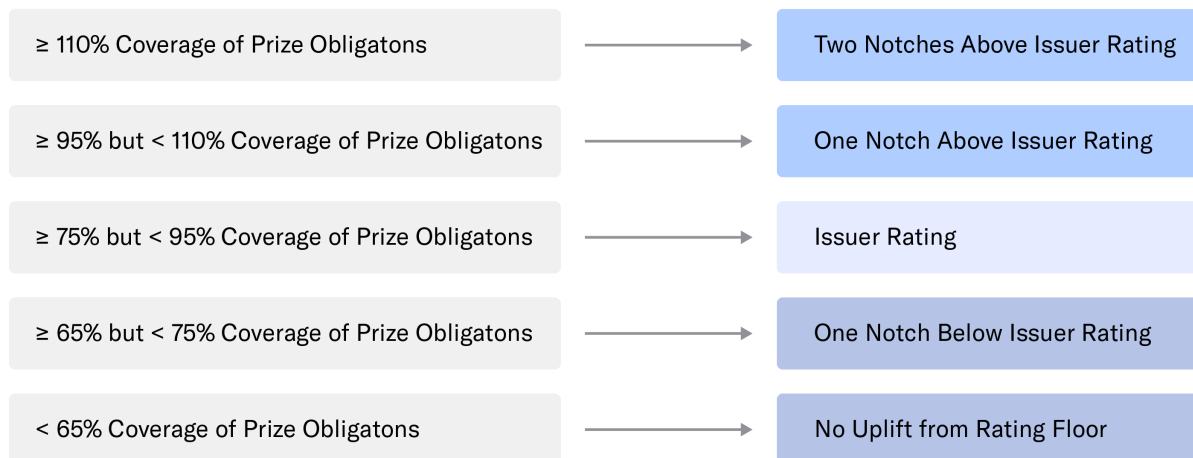 ≥ 110% Coverage of Prize Obligatons
Two Notches Above Issuer Rating
≥ 95% but < 110% Coverage of Prize Obligatons
One Notch Above Issuer Rating
≥ 75% but < 95% Coverage of Prize Obligatons
Issuer Rating
≥ 65% but < 75% Coverage of Prize Obligatons
One Notch Below Issuer Rating
< 65% Coverage of Prize Obligatons
No Uplift from Rating Floor